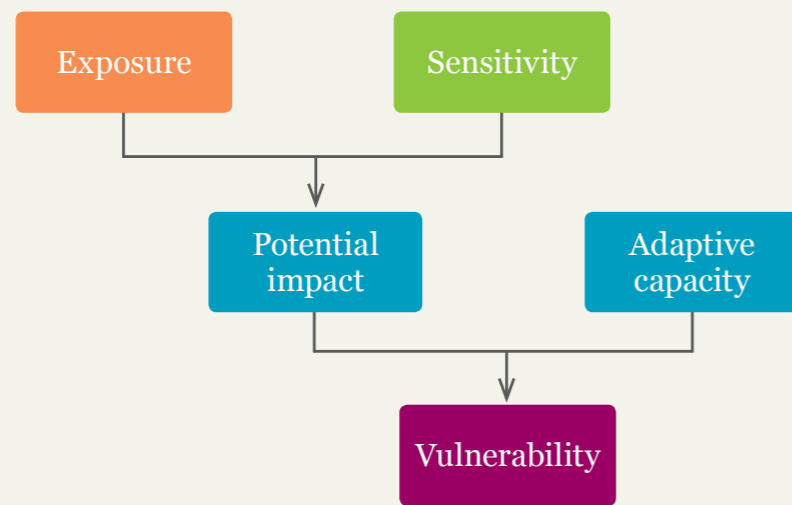 Exposure
Sensitivity
Potential
impact
Adaptive
capacity
Vulnerability